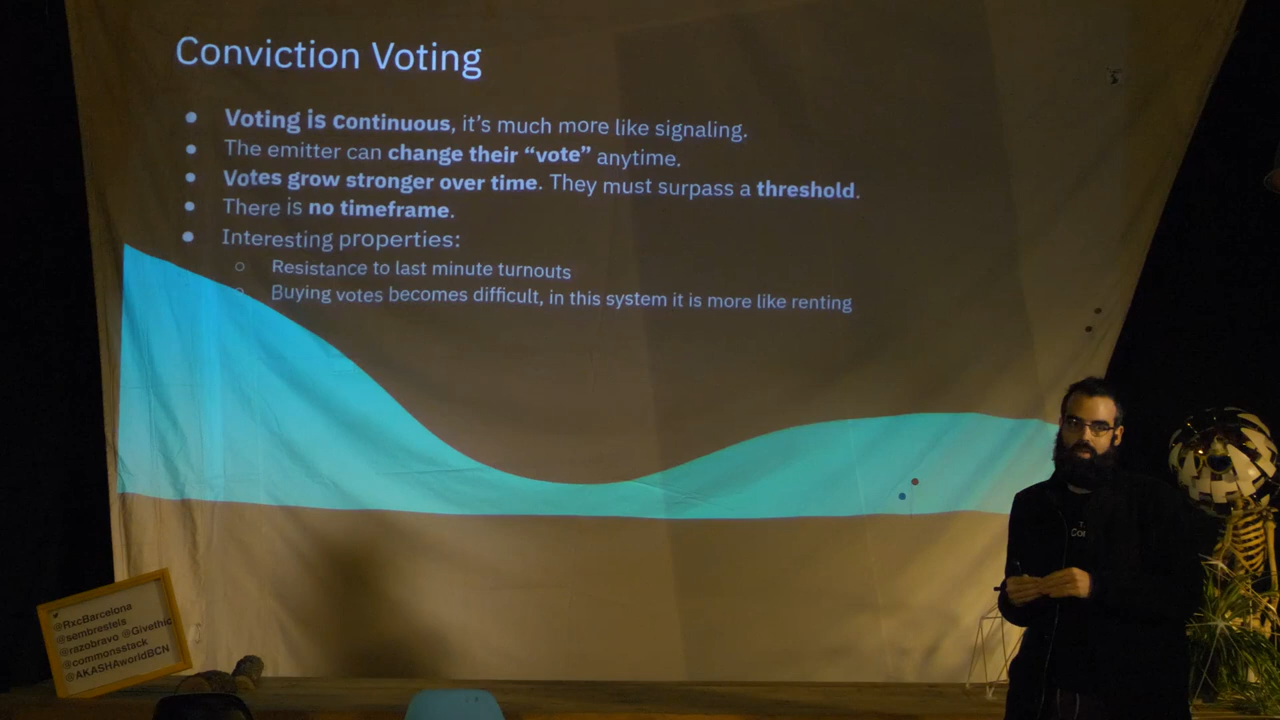 Conviction Voting
Voting is continuous, it's much more like signaling.
The emitter can change their “vote” anytime.
Votes grow stronger over time. They must surpass a threshold.
There is no timeframe.
Interesting properties:
Resistance to last minute turnouts
Buying votes becomes difficult, in this system it is more like renting
@RxcBarcelona
@sembrestels
@razobravo @Givethic
@commonsstack
@AKASHAworldBCN
Cor